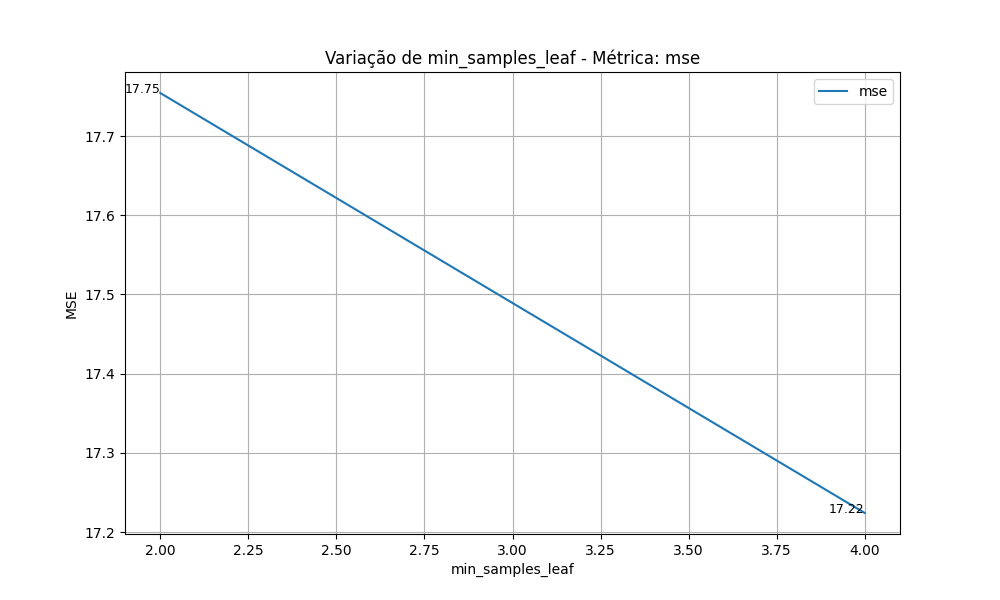 Variação de min_samples_leaf - Métrica: mse
mse
17.75
17.22
MSE
17.7
17.6
17.5
17.4
17.3
17.2
2.00 2.25 2.50 2.75 3.00 3.25 3.50 3.75 4.00
min_samples_leaf